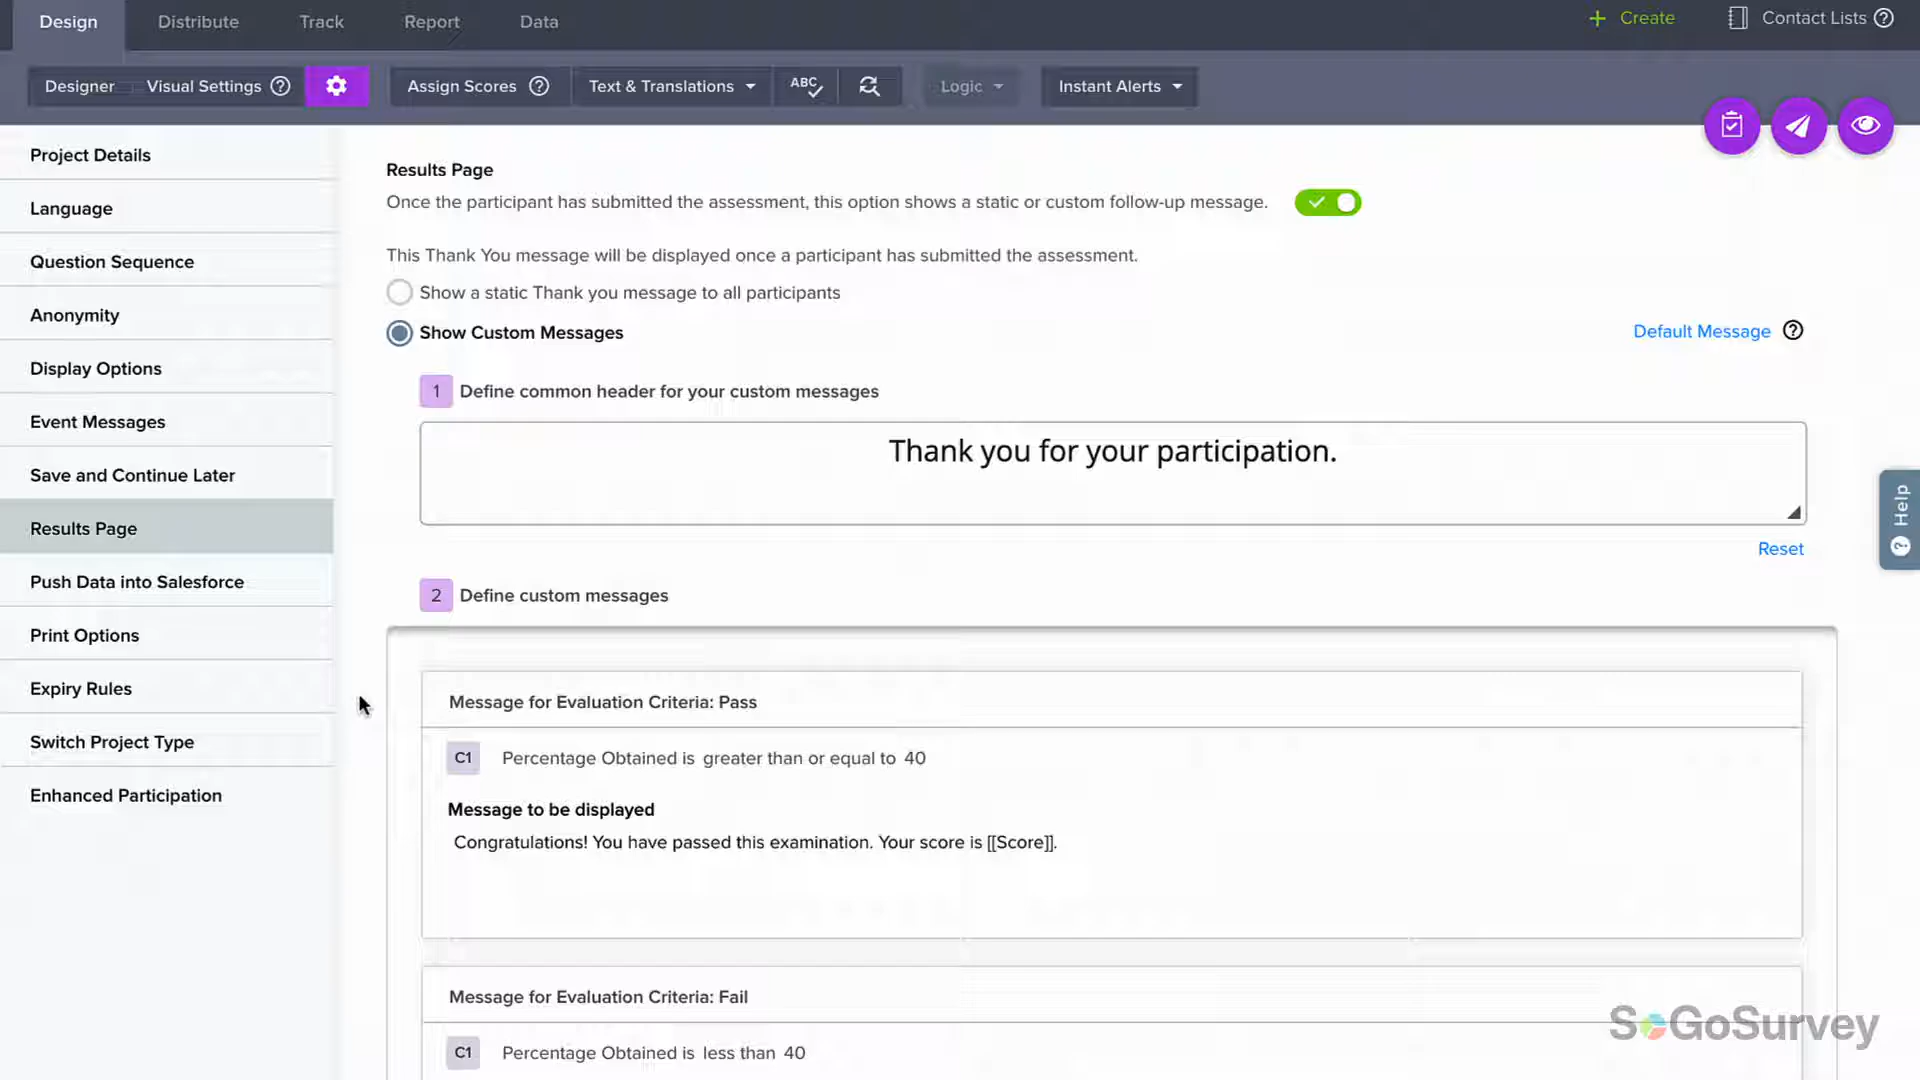 Design Distribute Track Report Data + Create Contact Lists ?
Designer Visual Settings ? Assign Scores ? Text & Translations ABC Logic Instant Alerts
Project Details
Language
Question Sequence
Anonymity
Display Options
Event Messages
Save and Continue Later
Results Page
Push Data into Salesforce
Print Options
Expiry Rules
Switch Project Type
Enhanced Participation
Results Page
Once the participant has submitted the assessment, this option shows a static or custom follow-up message.
This Thank You message will be displayed once a participant has submitted the assessment.
Show a static Thank you message to all participants
Show Custom Messages
Default Message ?
1 Define common header for your custom messages
Thank you for your participation.
Reset
2 Define custom messages
Message for Evaluation Criteria: Pass
C1 Percentage Obtained is greater than or equal to 40
Message to be displayed
Congratulations! You have passed this examination. Your score is [[Score]].
Message for Evaluation Criteria: Fail
C1 Percentage Obtained is less than 40
? Help
SoGoSurvey